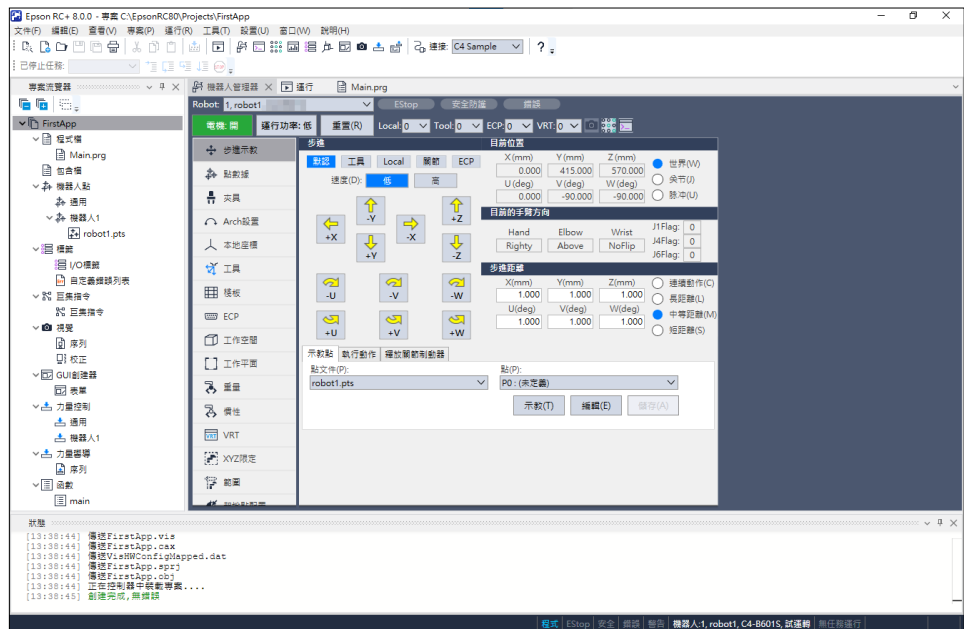 Epson RC+ 8.0.0 - 專案 C:\EpsonRC80\Projects\FirstApp
文件(F) 編輯(E) 查看(V) 專案(P) 運行(R) 工具(T) 設置(U) 窗口(W) 說明(H)
連接: C4 Sample ?
已停止任務:
專案流覽器
機器人管理器 運行 Main.prg
FirstApp
程式檔
Main.prg
包含檔
機器人點
通用
機器人1
robot1.pts
標籤
I/O標籤
自定義錯誤列表
巨集指令
巨集指令
視覺
序列
校正
GUI創建器
表單
力量控制
通用
機器人1
力量嚮導
序列
函數
main
Robot: 1, robot1 EStop 安全防護 錯誤
電機: 開 運行功率: 低 重置(R) Local: 0 Tool: 0 ECP: 0 VRT: 0
步進示教
點數據
夾具
Arch設置
本地座標
工具
棧板
ECP
工作空間
工作平面
重量
慣性
VRT
XYZ限定
範圍
步進
默認 工具 Local 關節 ECP
速度(D): 低 高
-Y +Z
+X -X
+Y -Z
-U -V -W
+U +V +W
目前位置
X (mm) Y (mm) Z (mm)
0.000 415.000 570.000
U (deg) V (deg) W (deg)
0.000 -90.000 -90.000
世界(W)
关节(J)
脉冲(U)
目前的手臂方向
Hand Elbow Wrist
Righty Above NoFlip
J1Flag: 0
J4Flag: 0
J6Flag: 0
步進距離
X(mm) Y(mm) Z(mm)
1.000 1.000 1.000
U(deg) V(deg) W(deg)
1.000 1.000 1.000
連續動作(C)
長距離(L)
中等距離(M)
短距離(S)
示教點 執行動作 釋放關節制動器
點文件(P): 點(P):
robot1.pts P0 : (未定義)
示教(T) 編輯(E) 儲存(A)
狀態
[13:38:44] 傳送FirstApp.vis
[13:38:44] 傳送FirstApp.cax
[13:38:44] 傳送VisHWConfigMapped.dat
[13:38:44] 傳送FirstApp.sprj
[13:38:44] 傳送FirstApp.obj
[13:38:44] 正在控制器中裝載專案....
[13:38:45] 創建完成,無錯誤
程式 EStop 安全 錯誤 警告 機器人:1, robot1, C4-B601S, 試運轉 無任務運行